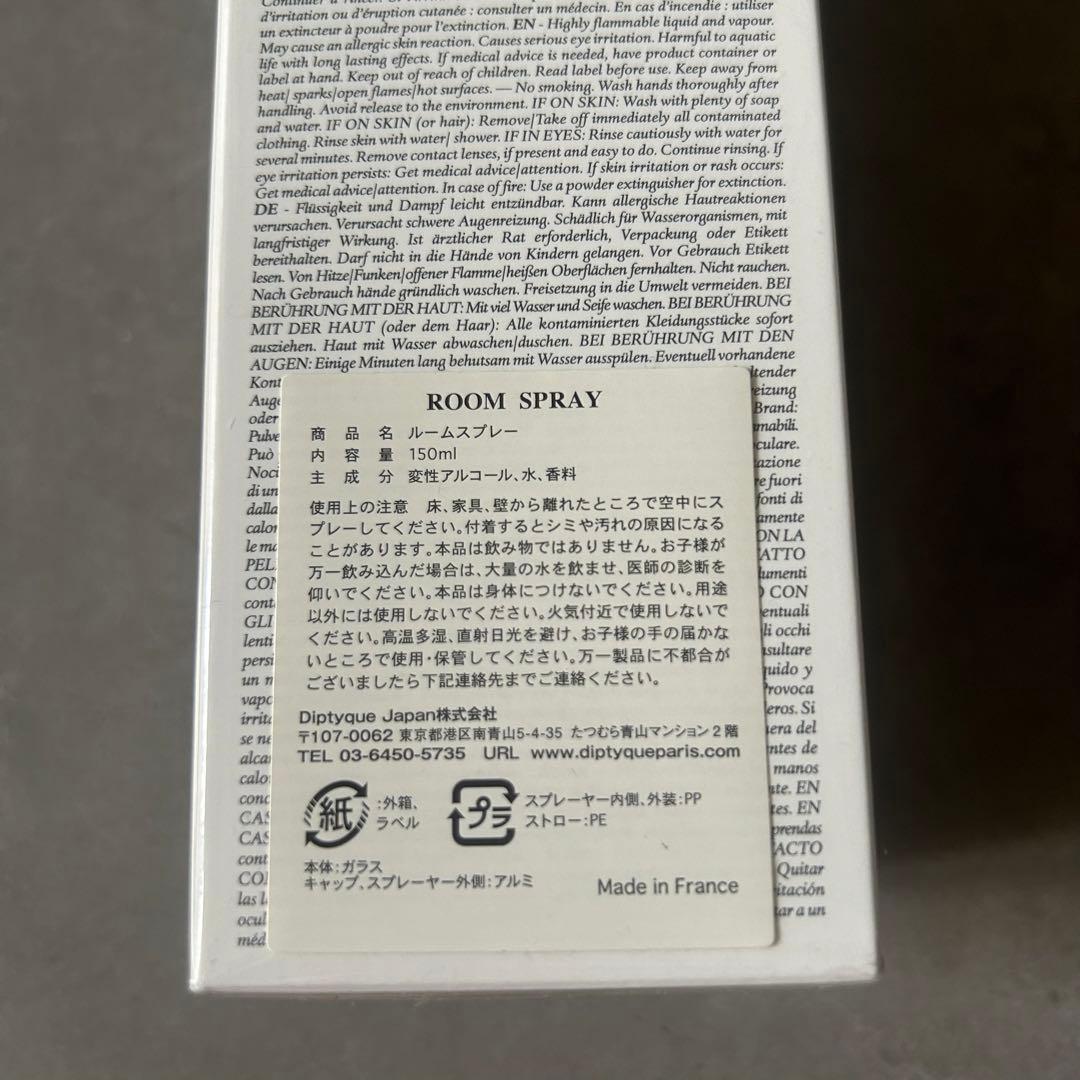 d'irritation ou d'éruption cutanée : consulter un médecin. En cas d'incendie : utiliser
un extincteur à poudre pour l'extinction. EN - Highly flammable liquid and vapour.
May cause an allergic skin reaction. Causes serious eye irritation. Harmful to aquatic
life with long lasting effects. If medical advice is needed, have product container or
label at hand. Keep out of reach of children. Read label before use. Keep away from
heat/ sparks/open flames/hot surfaces. — No smoking. Wash hands thoroughly after
handling. Avoid release to the environment. IF ON SKIN: Wash with plenty of soap
and water. IF ON SKIN (or hair): Remove/Take off immediately all contaminated
clothing. Rinse skin with water/ shower. IF IN EYES: Rinse cautiously with water for
several minutes. Remove contact lenses, if present and easy to do. Continue rinsing. If
eye irritation persists: Get medical advice/attention. If skin irritation or rash occurs:
Get medical advice/attention. In case of fire: Use a powder extinguisher for extinction.
DE - Flüssigkeit und Dampf leicht entzündbar. Kann allergische Hautreaktionen
verursachen. Verursacht schwere Augenreizung. Schädlich für Wasserorganismen, mit
langfristiger Wirkung. Ist ärztlicher Rat erforderlich, Verpackung oder Etikett
bereithalten. Darf nicht in die Hände von Kindern gelangen. Vor Gebrauch Etikett
lesen. Von Hitze/Funken/offener Flamme/heißen Oberflächen fernhalten. Nicht rauchen.
Nach Gebrauch hände gründlich waschen. Freisetzung in die Umwelt vermeiden. BEI
BERÜHRUNG MIT DER HAUT: Mit viel Wasser und Seife waschen. BEI BERÜHRUNG
MIT DER HAUT (oder dem Haar): Alle kontaminierten Kleidungsstücke sofort
ausziehen. Haut mit Wasser abwaschen/duschen. BEI BERÜHRUNG MIT DEN
AUGEN: Einige Minuten lang behutsam mit Wasser ausspülen. Eventuell vorhandene
ROOM SPRAY
商品名 ルームスプレー
内容量 150ml
主成分 変性アルコール、水、香料
使用上の注意 床、家具、壁から離れたところで空中にス
プレーしてください。付着するとシミや汚れの原因になる
ことがあります。本品は飲み物ではありません。お子様が
万一飲み込んだ場合は、大量の水を飲ませ、医師の診断を
仰いでください。本品は身体につけないでください。用途
以外には使用しないでください。火気付近で使用しないで
ください。高温多湿、直射日光を避け、お子様の手の届かな
いところで使用・保管してください。万一製品に不都合が
ございましたら下記連絡先までご連絡ください。
Diptyque Japan株式会社
〒107-0062 東京都港区南青山5-4-35 たつむら青山マンション2階
TEL 03-6450-5735 URL www.diptyqueparis.com
紙 :外箱、
ラベル
プラ スプレーヤー内側、外装:PP
ストロー:PE
本体:ガラス
キャップ、スプレーヤー外側:アルミ
Made in France